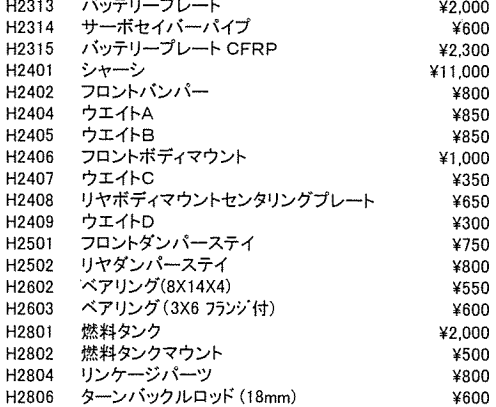 H2313 バッテリープレート ¥2,000
H2314 サーボセイバーパイプ ¥600
H2315 バッテリープレート CFRP ¥2,300
H2401 シャーシ ¥11,000
H2402 フロントバンパー ¥800
H2404 ウエイトA ¥850
H2405 ウエイトB ¥850
H2406 フロントボディマウント ¥1,000
H2407 ウエイトC ¥350
H2408 リヤボディマウントセンタリングプレート ¥650
H2409 ウエイトD ¥300
H2501 フロントダンパーステイ ¥750
H2502 リヤダンパーステイ ¥800
H2602 ベアリング(8X14X4) ¥550
H2603 ベアリング(3X6 フランジ付) ¥600
H2801 燃料タンク ¥2,000
H2802 燃料タンクマウント ¥500
H2804 リンケージパーツ ¥800
H2806 ターンバックルロッド(18mm) ¥600